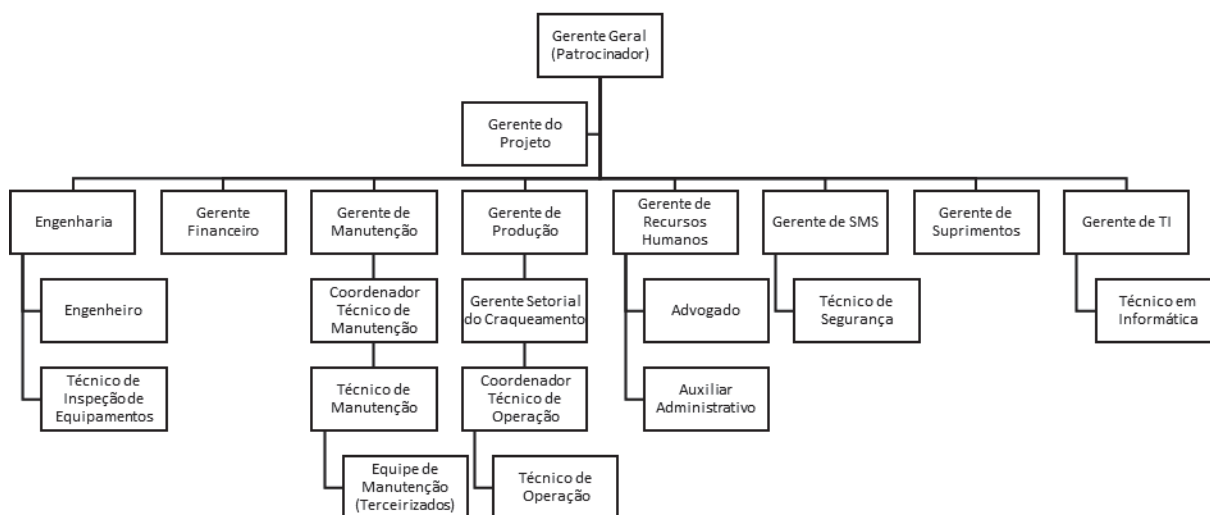 Gerente Geral
(Patrocinador)
Gerente do
Projeto
Engenharia
Gerente
Financeiro
Gerente de
Manutenção
Gerente de
Produção
Gerente de
Recursos
Humanos
Gerente de SMS
Gerente de
Suprimentos
Gerente de TI
Engenheiro
Coordenador
Técnico de
Manutenção
Gerente Setorial
do Craqueamento
Advogado
Técnico de
Segurança
Técnico em
Informática
Técnico de
Inspeção de
Equipamentos
Técnico de
Manutenção
Coordenador
Técnico de
Operação
Auxiliar
Administrativo
Equipe de
Manutenção
(Terceirizados)
Técnico de
Operação